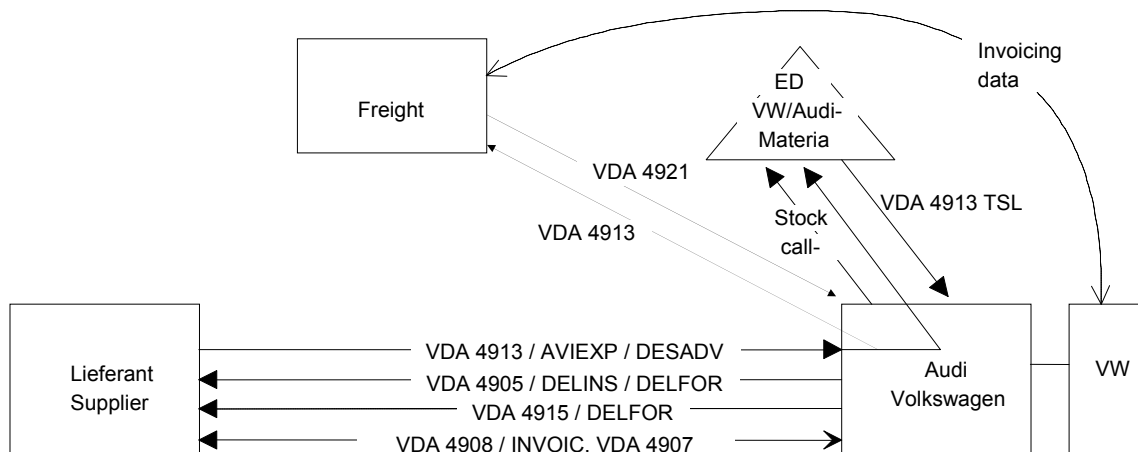 Invoicing
data
Freight
ED
VW/Audi-
Materia
VDA 4921
VDA 4913 TSL
Stock
call-
VDA 4913
VDA 4913 / AVIEXP / DESADV
Lieferant
Supplier
VDA 4905 / DELINS / DELFOR
VDA 4915 / DELFOR
VDA 4908 / INVOIC, VDA 4907
Audi
Volkswagen
VW